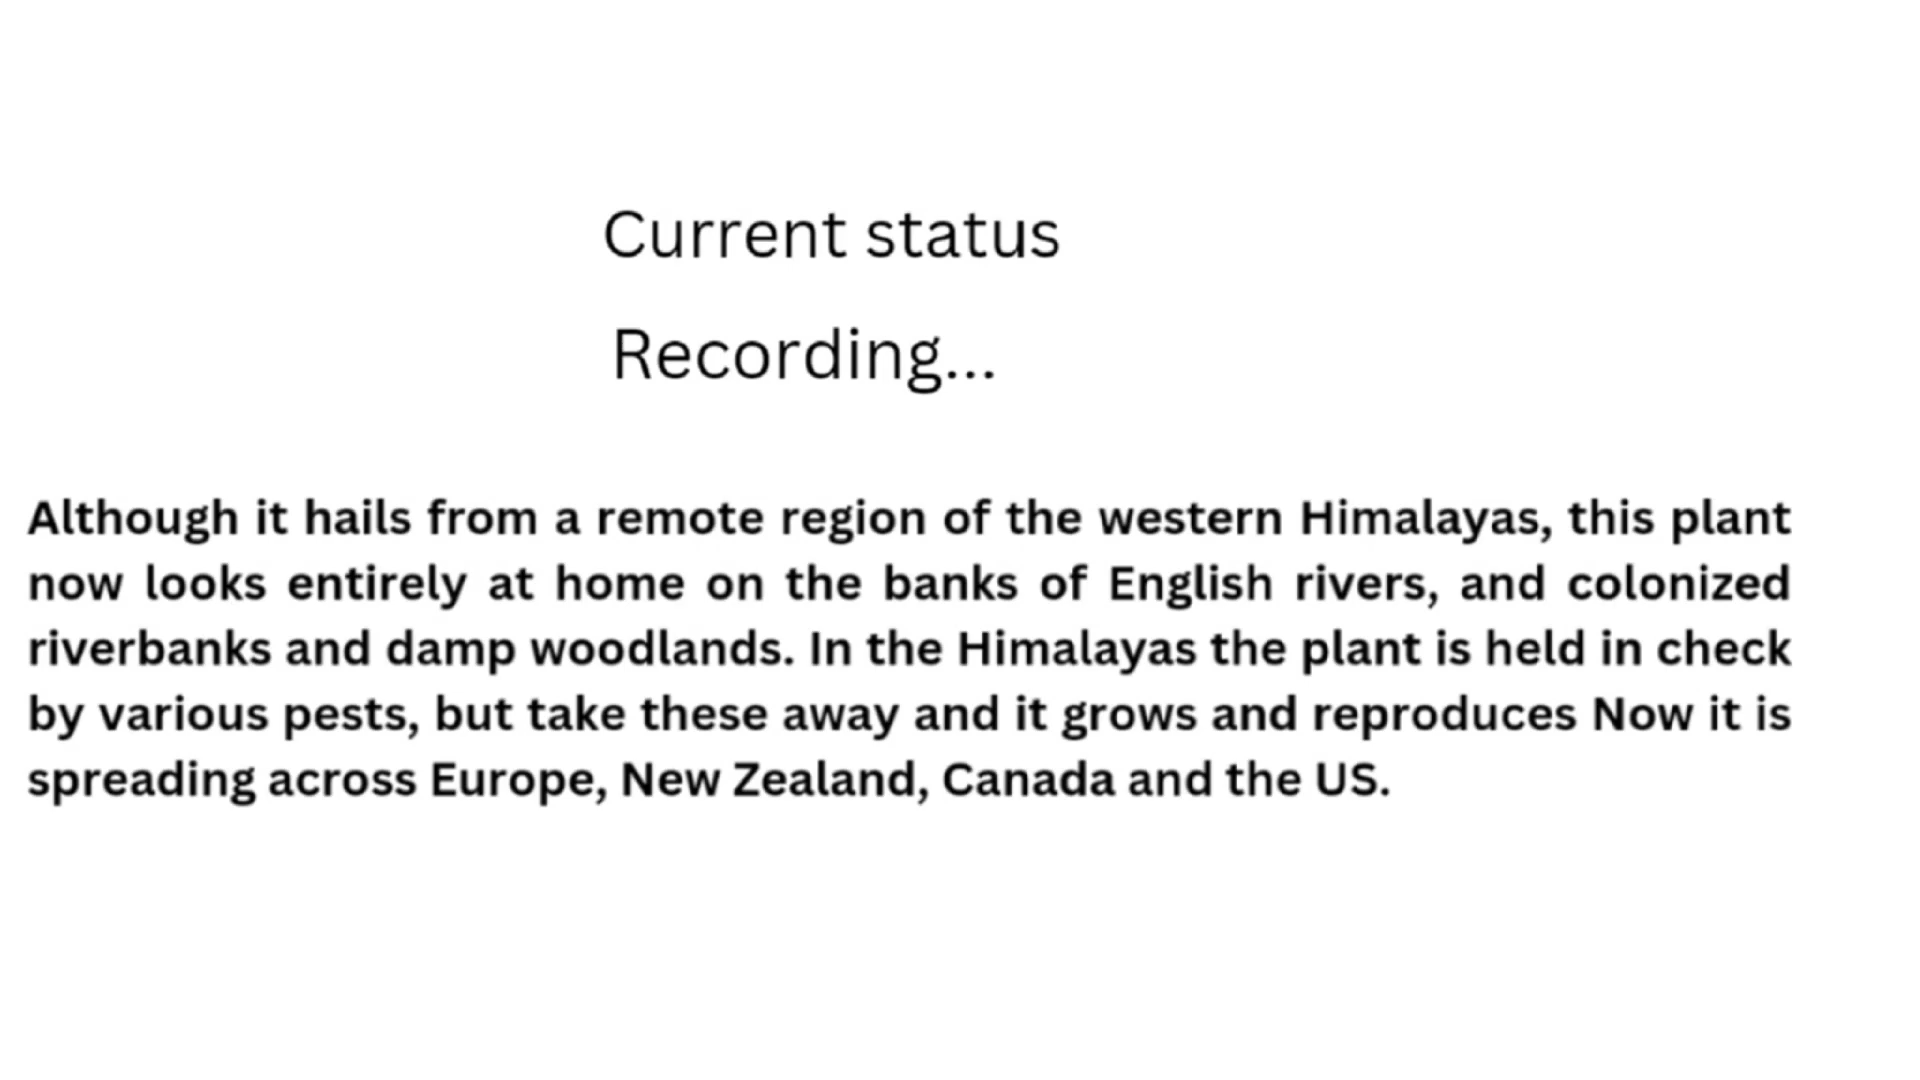 Current status
Recording...
Although it hails from a remote region of the western Himalayas, this plant
now looks entirely at home on the banks of English rivers, and colonized
riverbanks and damp woodlands. In the Himalayas the plant is held in check
by various pests, but take these away and it grows and reproduces Now it is
spreading across Europe, New Zealand, Canada and the US.